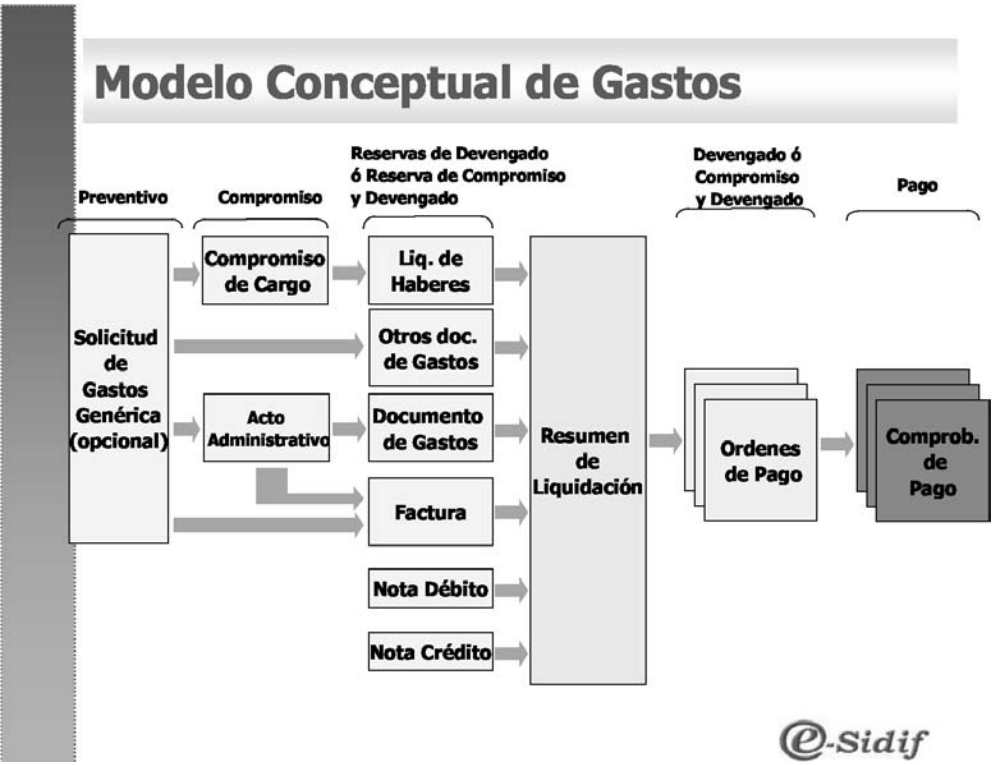 Modelo Conceptual de Gastos
Preventivo
Compromiso
Reservas de Devengado
ó Reserva de Compromiso
y Devengado
Devengado ó
Compromiso
y Devengado
Pago
Solicitud
de
Gastos
Genérica
(opcional)
Compromiso
de Cargo
Acto
Administrativo
Liq. de
Haberes
Otros doc.
de Gastos
Documento
de Gastos
Factura
Nota Débito
Nota Crédito
Resumen
de
Liquidación
Ordenes
de Pago
Comprob.
de
Pago
@-Sidif